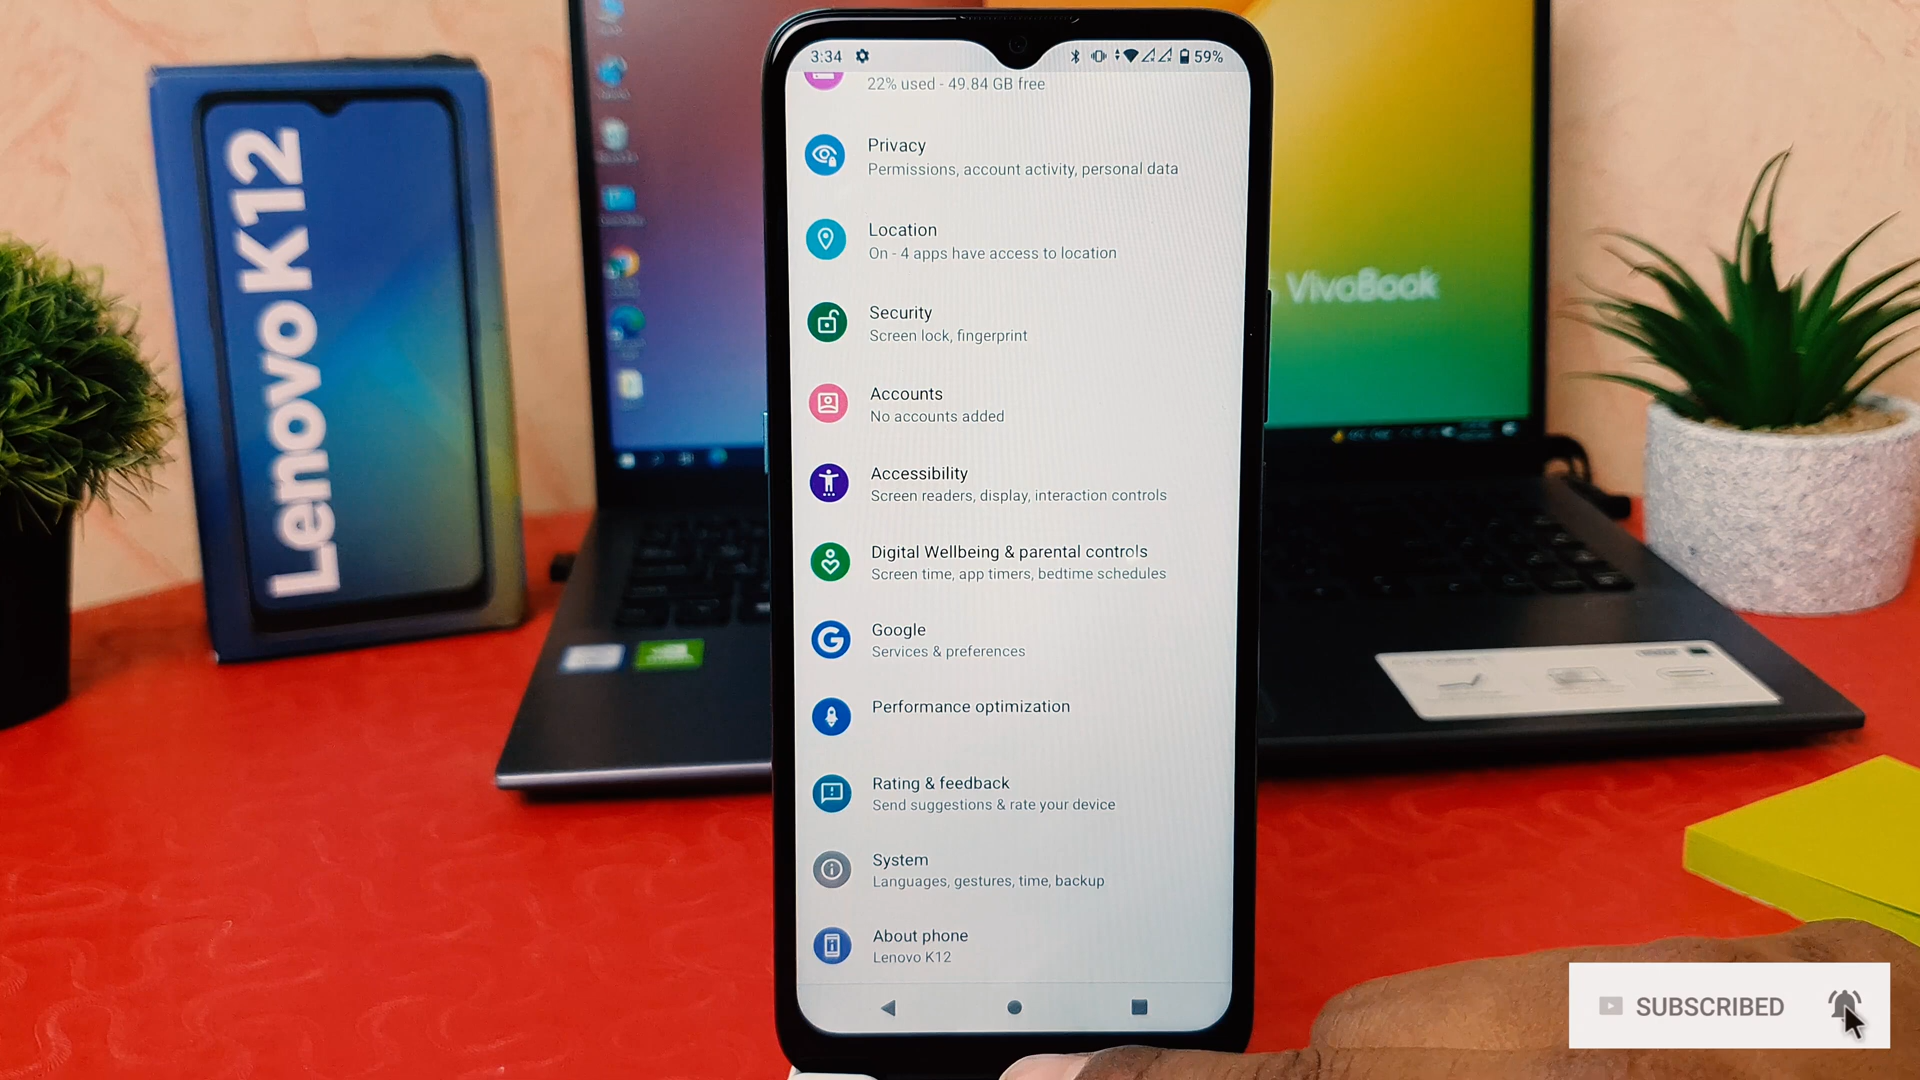 Lenovo K12
3:34
59%
22% used - 49.84 GB free
Privacy
Permissions, account activity, personal data
Location
On - 4 apps have access to location
Security
Screen lock, fingerprint
Accounts
No accounts added
Accessibility
Screen readers, display, interaction controls
Digital Wellbeing & parental controls
Screen time, app timers, bedtime schedules
Google
Services & preferences
Performance optimization
Rating & feedback
Send suggestions & rate your device
System
Languages, gestures, time, backup
About phone
Lenovo K12
VivoBook
SUBSCRIBED